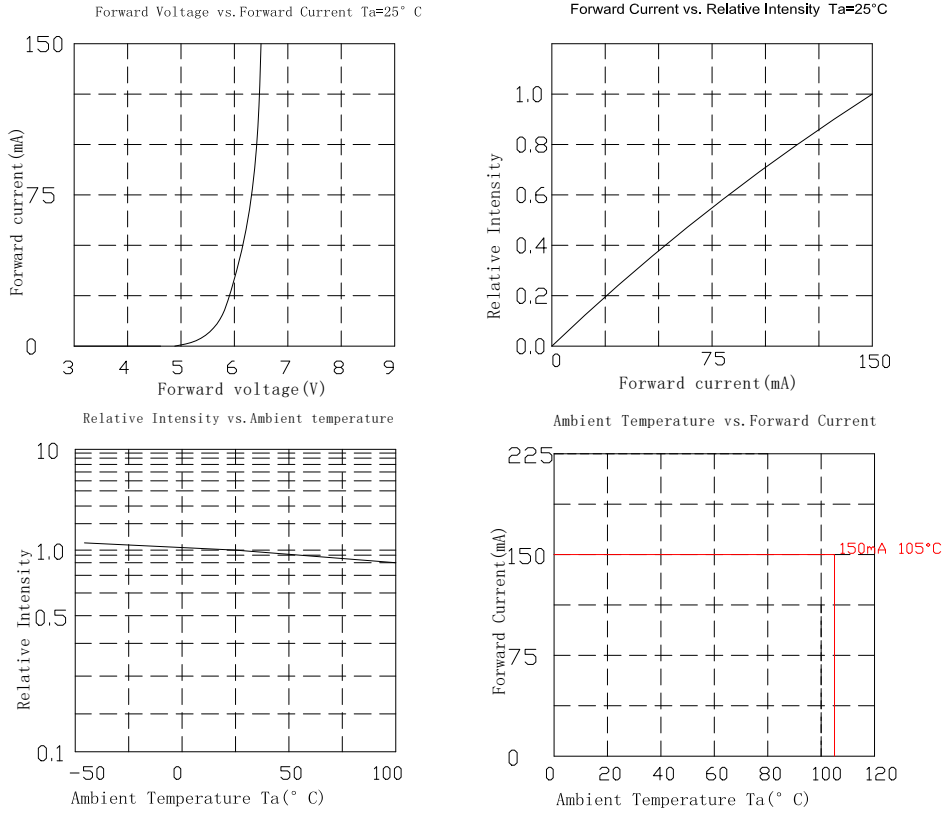 Forward Voltage vs.Forward Current Ta=25° C
150
75
0
Forward current(mA)
3 4 5 6 7 8 9
Forward voltage(V)
Forward Current vs. Relative Intensity Ta=25°C
1.0
0.8
0.6
0.4
0.2
0.0
Relative Intensity
0 75 150
Forward current(mA)
Relative Intensity vs.Ambient temperature
10
1.0
0.5
0.1
Relative Intensity
-50 0 50 100
Ambient Temperature Ta(° C)
Ambient Temperature vs.Forward Current
225
150
75
0
Forward Current(mA)
150mA 105°C
0 20 40 60 80 100 120
Ambient Temperature Ta(° C)